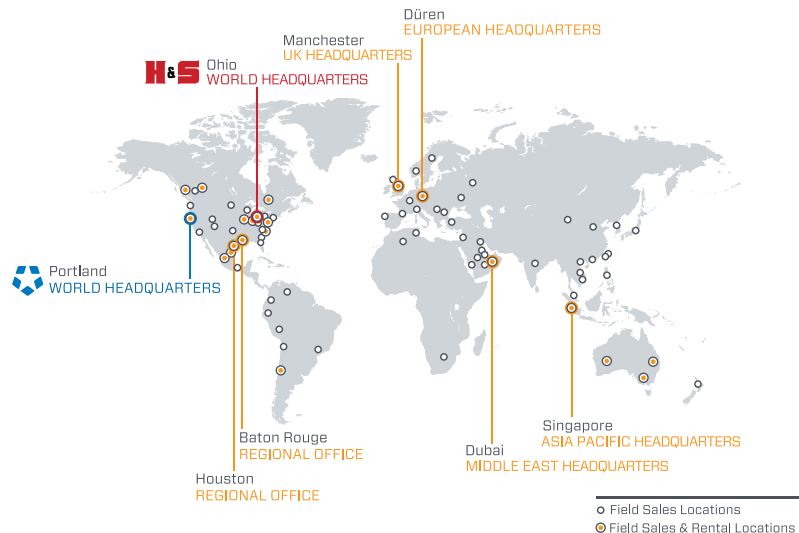 Düren
EUROPEAN HEADQUARTERS
Manchester
UK HEADQUARTERS
H&S
Ohio
WORLD HEADQUARTERS
Portland
WORLD HEADQUARTERS
Baton Rouge
REGIONAL OFFICE
Houston
REGIONAL OFFICE
Singapore
ASIA PACIFIC HEADQUARTERS
Dubai
MIDDLE EAST HEADQUARTERS
Field Sales Locations
Field Sales & Rental Locations